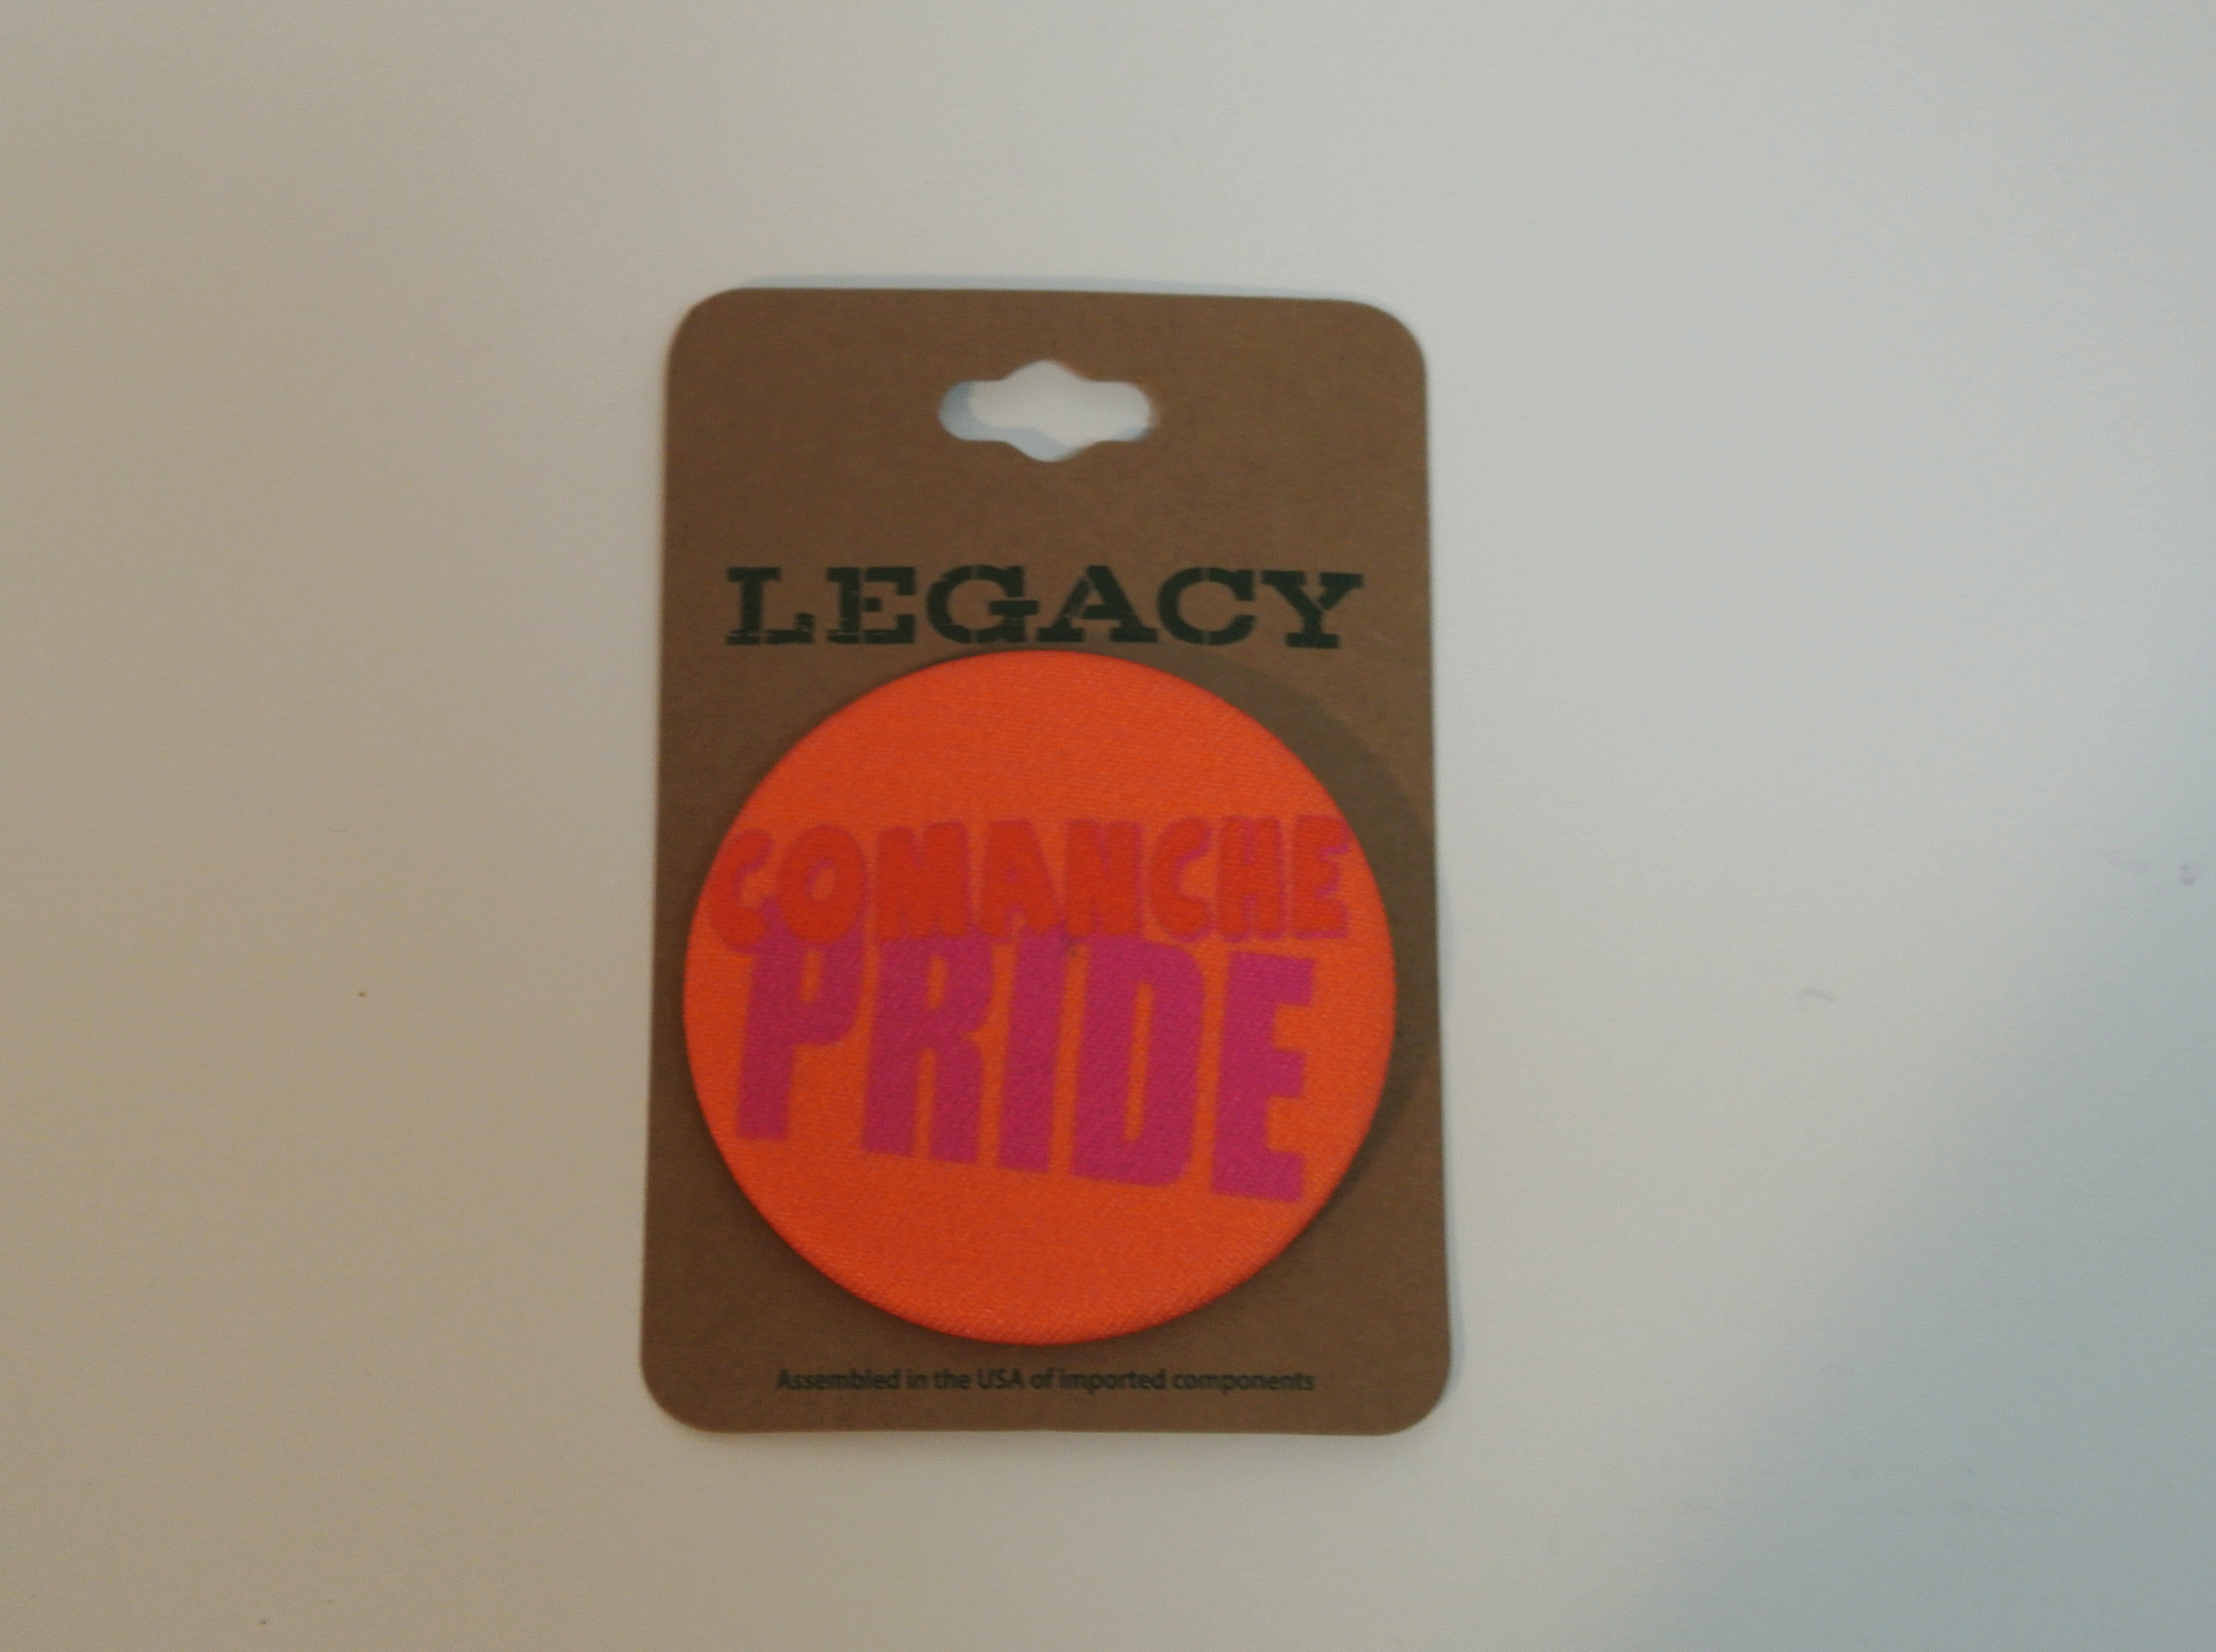 LEGACY
COMANCHE
PRIDE
Assembled in the USA of imported components